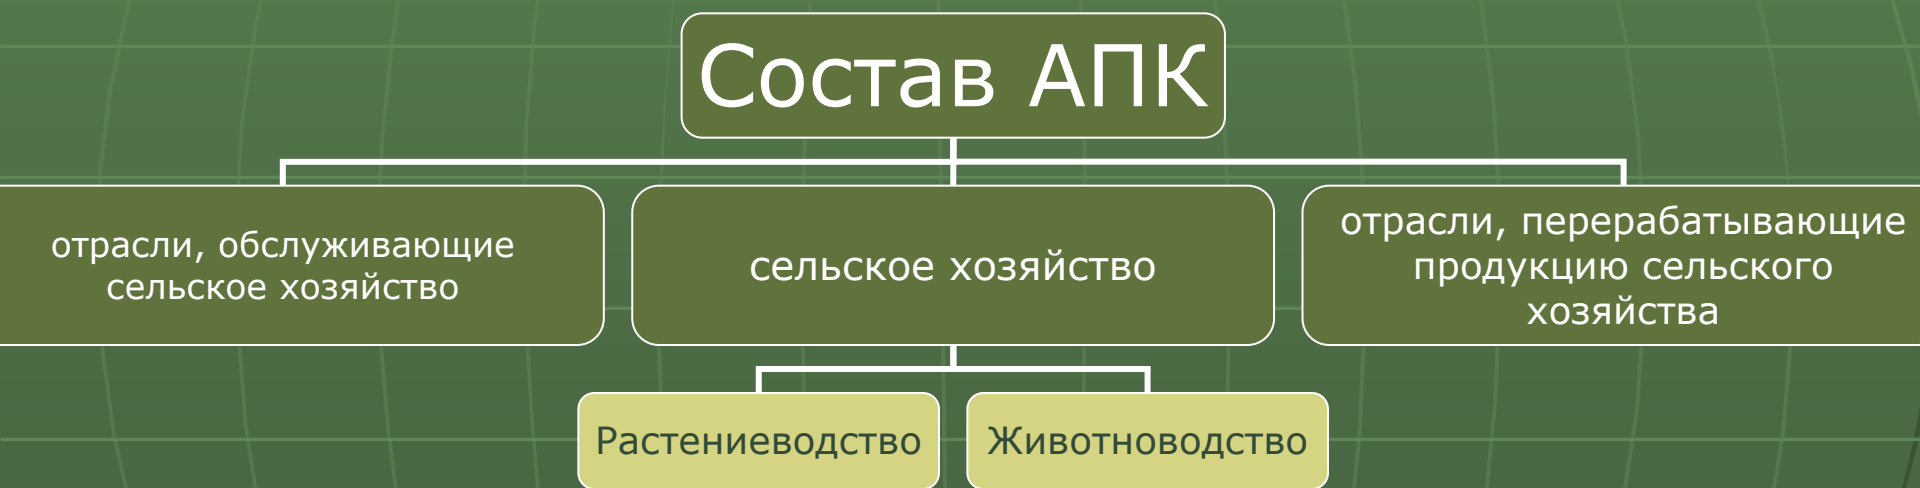 Состав АПК
отрасли, обслуживающие
сельское хозяйство
сельское хозяйство
отрасли, перерабатывающие
продукцию сельского
хозяйства
Растениеводство
Животноводство